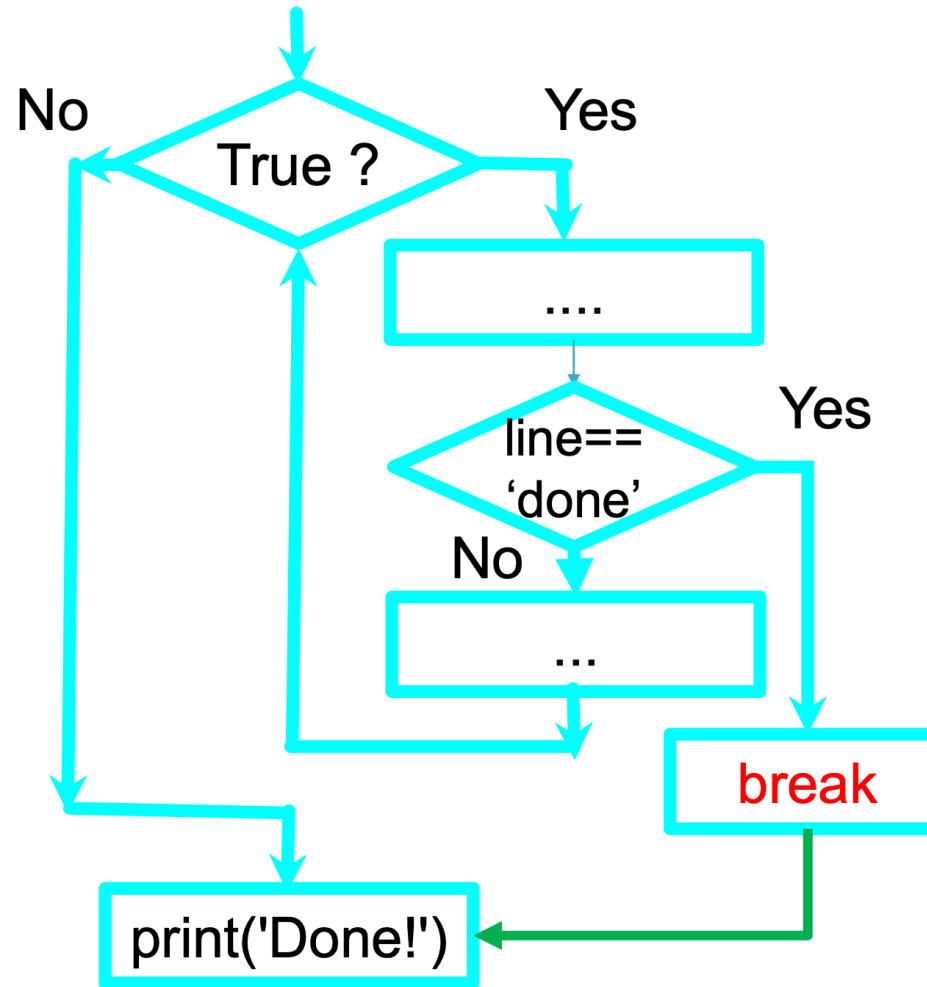 No
Yes
True ?
....
Yes
line==
‘done’
No
...
break
print('Done!')